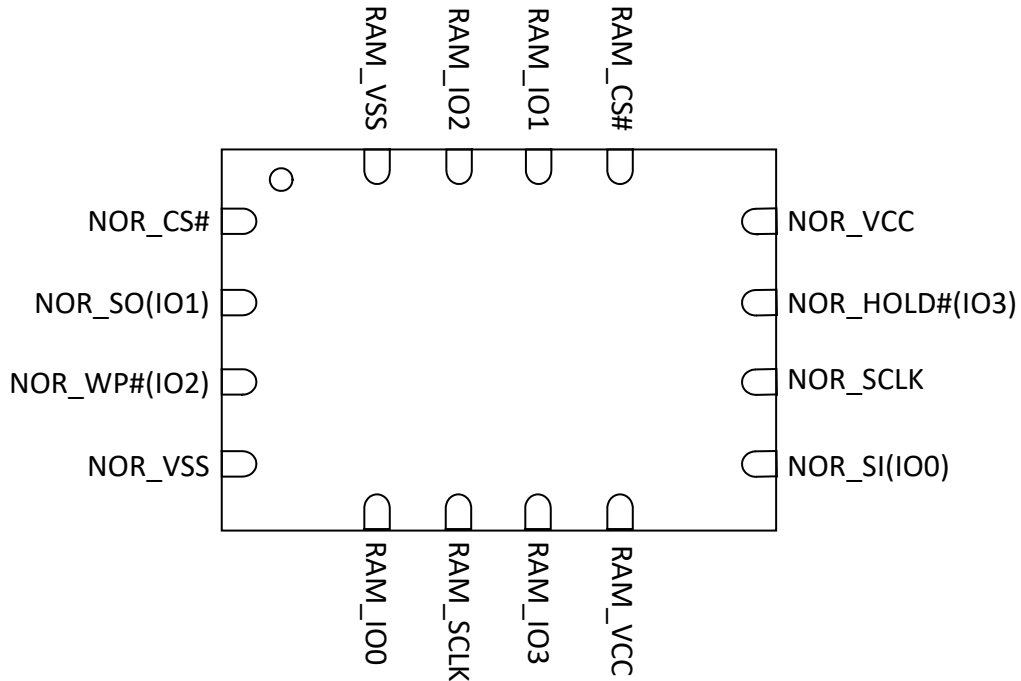 RAM_VSS
RAM_IO2
RAM_IO1
RAM_CS#
NOR_CS#
NOR_VCC
NOR_SO(IO1)
NOR_HOLD#(IO3)
NOR_WP#(IO2)
NOR_SCLK
NOR_VSS
NOR_SI(IO0)
RAM_IO0
RAM_SCLK
RAM_IO3
RAM_VCC